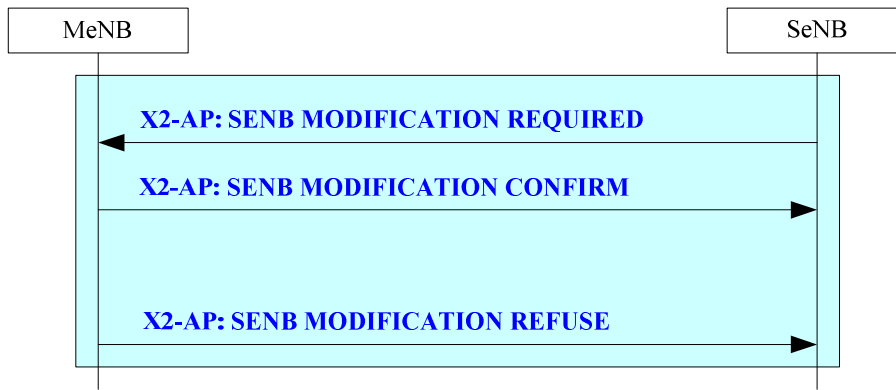 MeNB
SeNB
X2-AP: SENB MODIFICATION REQUIRED
X2-AP: SENB MODIFICATION CONFIRM
X2-AP: SENB MODIFICATION REFUSE